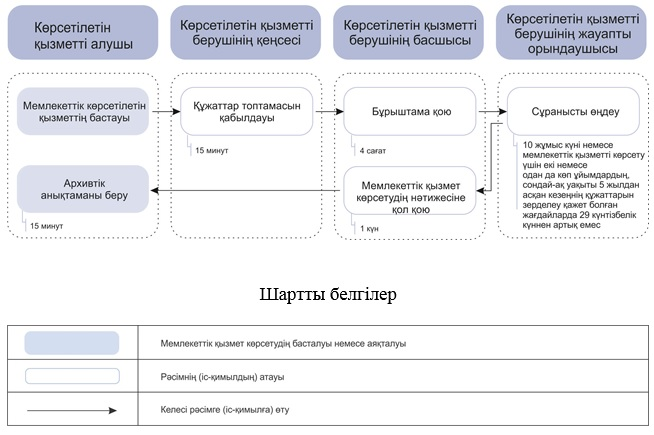 Көрсетілетін
қызметті алушы
Көрсетілетін қызметті
берушінің кеңсесі
Көрсетілетін қызметті
берушінің басшысы
Көрсетілетін қызметті
берушінің жауапты
орындаушысы
Мемлекеттік көрсетілетін
қызметтің бастауы
Құжаттар топтамасын
қабылдауы
15 минут
Бұрыштама қою
4 сағат
Сұранысты өңдеу
10 жұмыс күні немесе
мемлекеттік қызметті көрсету
үшін екі немесе
одан да көп ұйымдардың,
сондай-ақ уақыты 5 жылдан
асқан кезеңнің құжаттарын
зерделеу қажет болған
жағдайларда 29 күнтізбелік
күннен артық емес
Мемлекеттік қызмет
көрсетудің нәтижесіне
қол қою
1 күн
Архивтік
анықтаманы беру
15 минут
Шартты белгілер
Мемлекеттік қызмет көрсетудің басталуы немесе аяқталуы
Рәсімнің (іс-қимылдың) атауы
Келесі рәсімге (іс-қимылға) өту